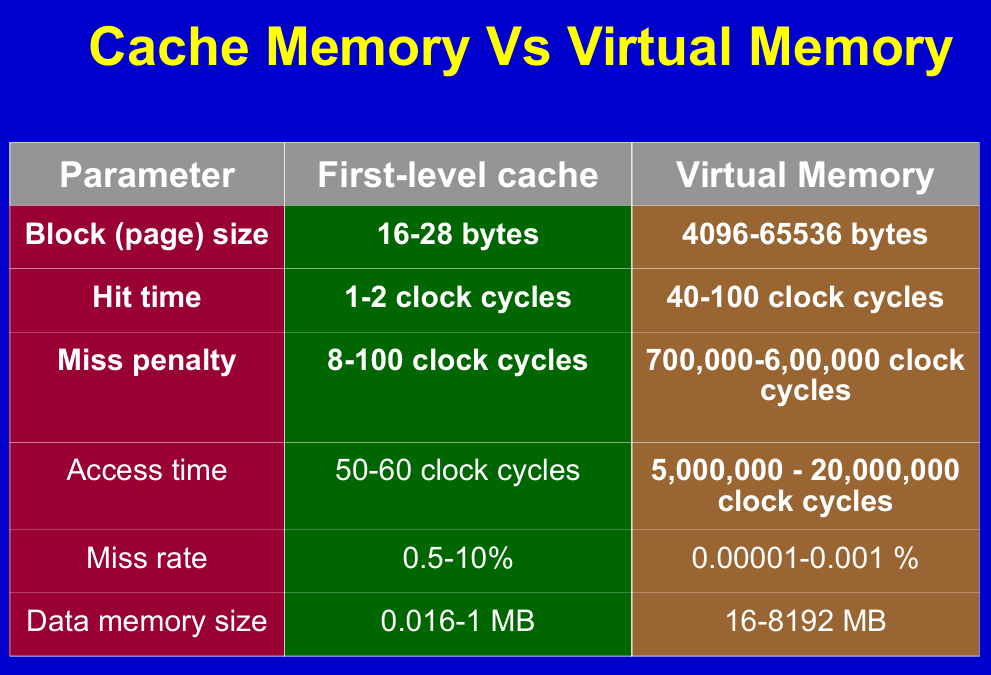 Cache Memory Vs Virtual Memory
Parameter First-level cache Virtual Memory
Block (page) size 16-28 bytes 4096-65536 bytes
Hit time 1-2 clock cycles 40-100 clock cycles
Miss penalty 8-100 clock cycles 700,000-6,00,000 clock
cycles
Access time 50-60 clock cycles 5,000,000 - 20,000,000
clock cycles
Miss rate 0.5-10% 0.00001-0.001 %
Data memory size 0.016-1 MB 16-8192 MB